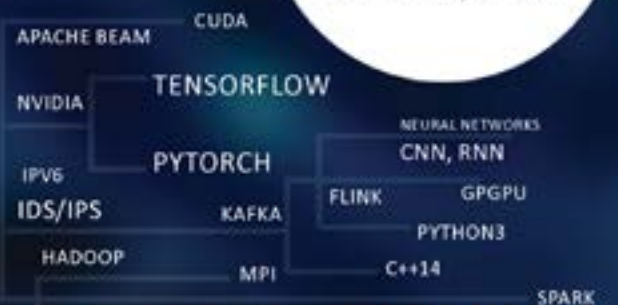 CUDA
APACHE BEAM
TENSORFLOW
NVIDIA
NEURAL NETWORKS
CNN, RNN
PYTORCH
IPV6
FLINK
GPGPU
IDS/IPS
KAFKA
PYTHON3
HADOOP
MPI
C++14
SPARK